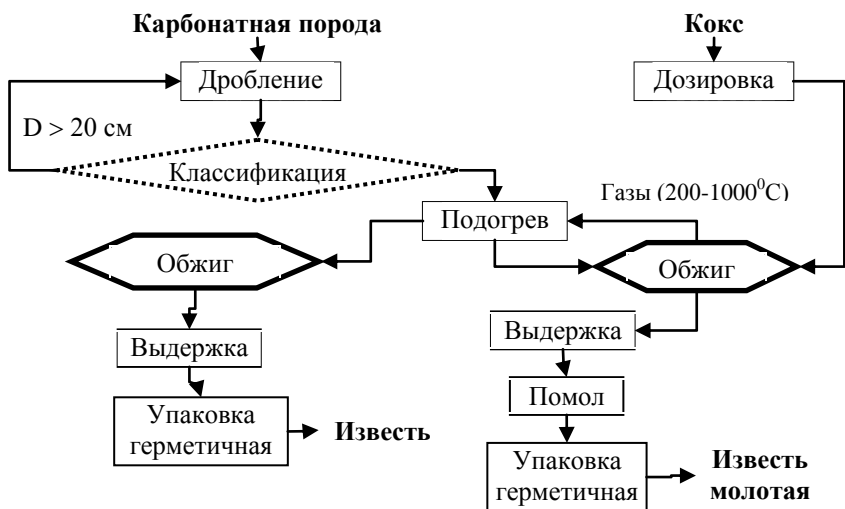 Карбонатная порода
Кокс
Дробление
Дозировка
D > 20 см
Классификация
Газы (200-1000⁰С)
Подогрев
Обжиг
Обжиг
Выдержка
Выдержка
Помол
Упаковка
герметичная
Известь
Упаковка
герметичная
Известь
молотая